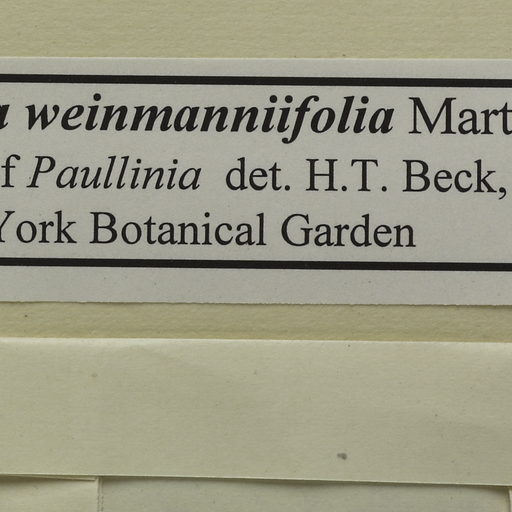 a weinmanniifolia Mart
f Paullinia det. H.T. Beck,
York Botanical Garden